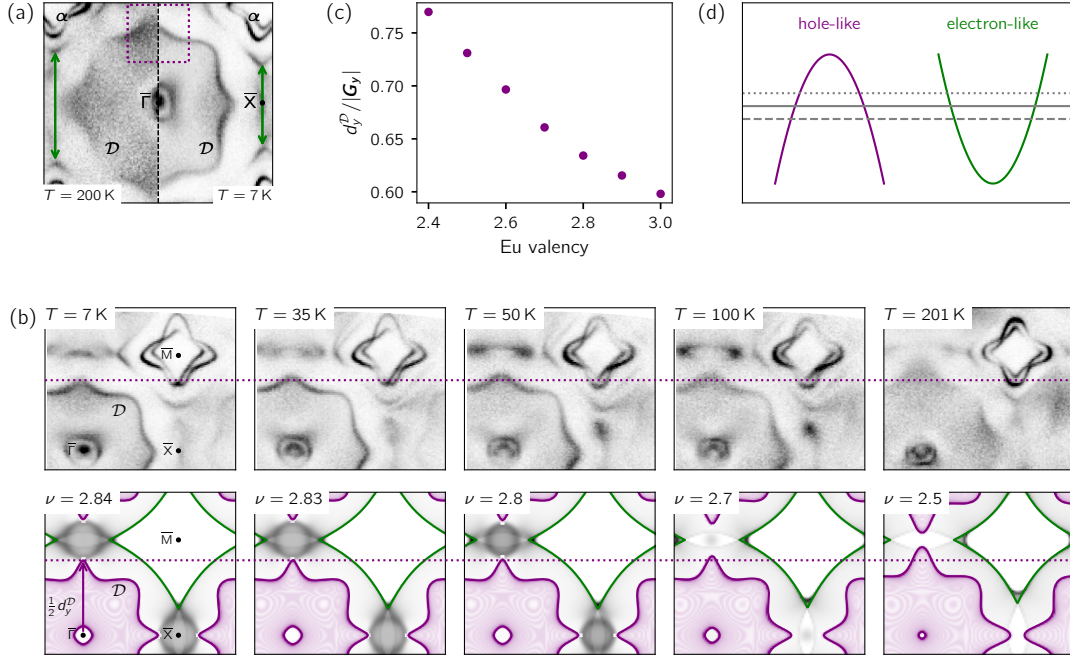 (a)
α
α
Γ̅
X̅
𝒟
𝒟
T = 200 K
T = 7 K
(c)
0.75
0.70
0.65
0.60
d_y^𝒟/|G_y|
2.4
2.6
2.8
3.0
Eu valency
(d)
hole-like
electron-like
(b)
T = 7 K
T = 35 K
T = 50 K
T = 100 K
T = 201 K
M̅
𝒟
Γ̅
X̅
ν = 2.84
ν = 2.83
ν = 2.8
ν = 2.7
ν = 2.5
M̅
𝒟
½ d_y^𝒟
Γ̅
X̅